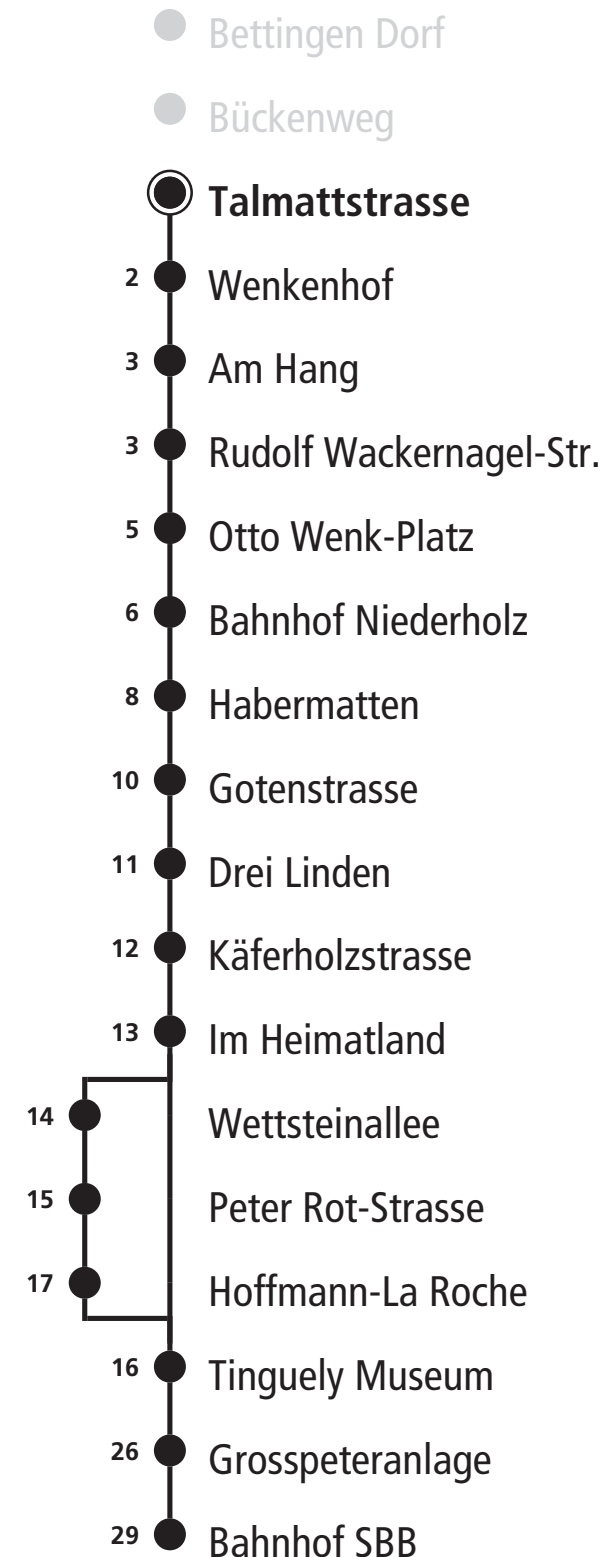 Bettingen Dorf
Bückenweg
Talmattstrasse
2 Wenkenhof
3 Am Hang
3 Rudolf Wackernagel-Str.
5 Otto Wenk-Platz
6 Bahnhof Niederholz
8 Habermatten
10 Gotenstrasse
11 Drei Linden
12 Käferholzstrasse
13 Im Heimatland
14 Wettsteinallee
15 Peter Rot-Strasse
17 Hoffmann-La Roche
16 Tinguely Museum
26 Grosspeteranlage
29 Bahnhof SBB